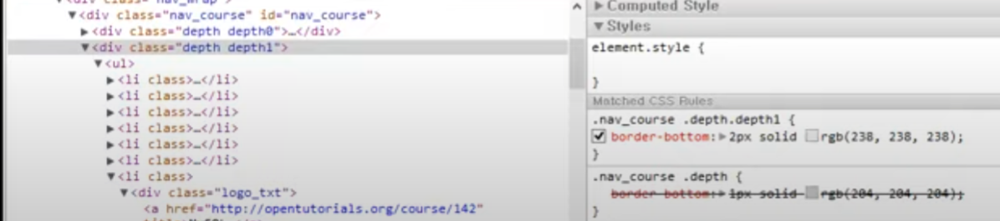 <div class="nav_wrap">
▼<div class="nav_course" id="nav_course">
▶<div class="depth depth0">…</div>
▼<div class="depth depth1">
▼<ul>
▶<li class>…</li>
▶<li class>…</li>
▶<li class>…</li>
▶<li class>…</li>
▶<li class>…</li>
▶<li class>…</li>
▼<li class>
▼<div class="logo_txt">
<a href="http://opentutorials.org/course/142"
▶ Computed Style
▼ Styles
element.style {
}
Matched CSS Rules
.nav_course .depth.depth1 {
border-bottom:▶2px solid rgb(238, 238, 238);
}
.nav_course .depth {
border-bottom:▶1px solid rgb(204, 204, 204);
}